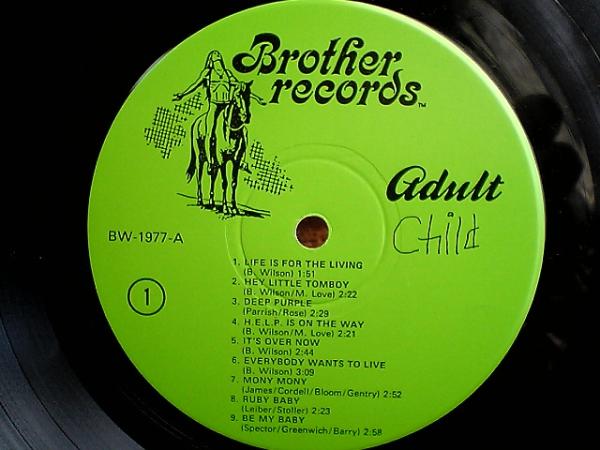 Brother
records™
Adult
Child
BW-1977-A
1
1. LIFE IS FOR THE LIVING
(B. Wilson) 1:51
2. HEY LITTLE TOMBOY
(B. Wilson/M. Love) 2:22
3. DEEP PURPLE
(Parrish/Rose) 2:29
4. H.E.L.P. IS ON THE WAY
(B. Wilson/M. Love) 2:21
5. IT'S OVER NOW
(B. Wilson) 2:44
6. EVERYBODY WANTS TO LIVE
(B. Wilson) 3:09
7. MONY MONY
(James/Cordell/Bloom/Gentry) 2:52
8. RUBY BABY
(Leiber/Stoller) 2:23
9. BE MY BABY
(Spector/Greenwich/Barry) 2:58